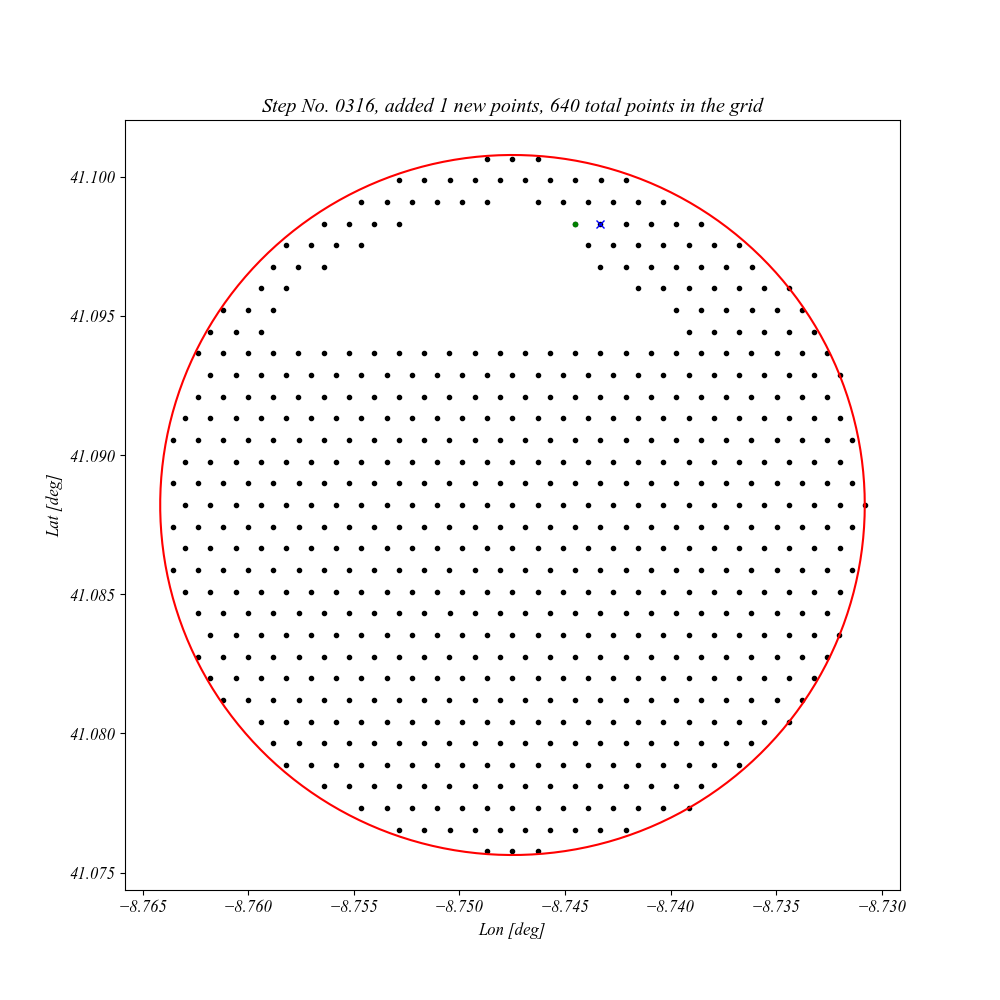 Step No. 0316, added 1 new points, 640 total points in the grid
41.100
41.095
41.090
41.085
41.080
41.075
Lat [deg]
−8.765 −8.760 −8.755 −8.750 −8.745 −8.740 −8.735 −8.730
Lon [deg]